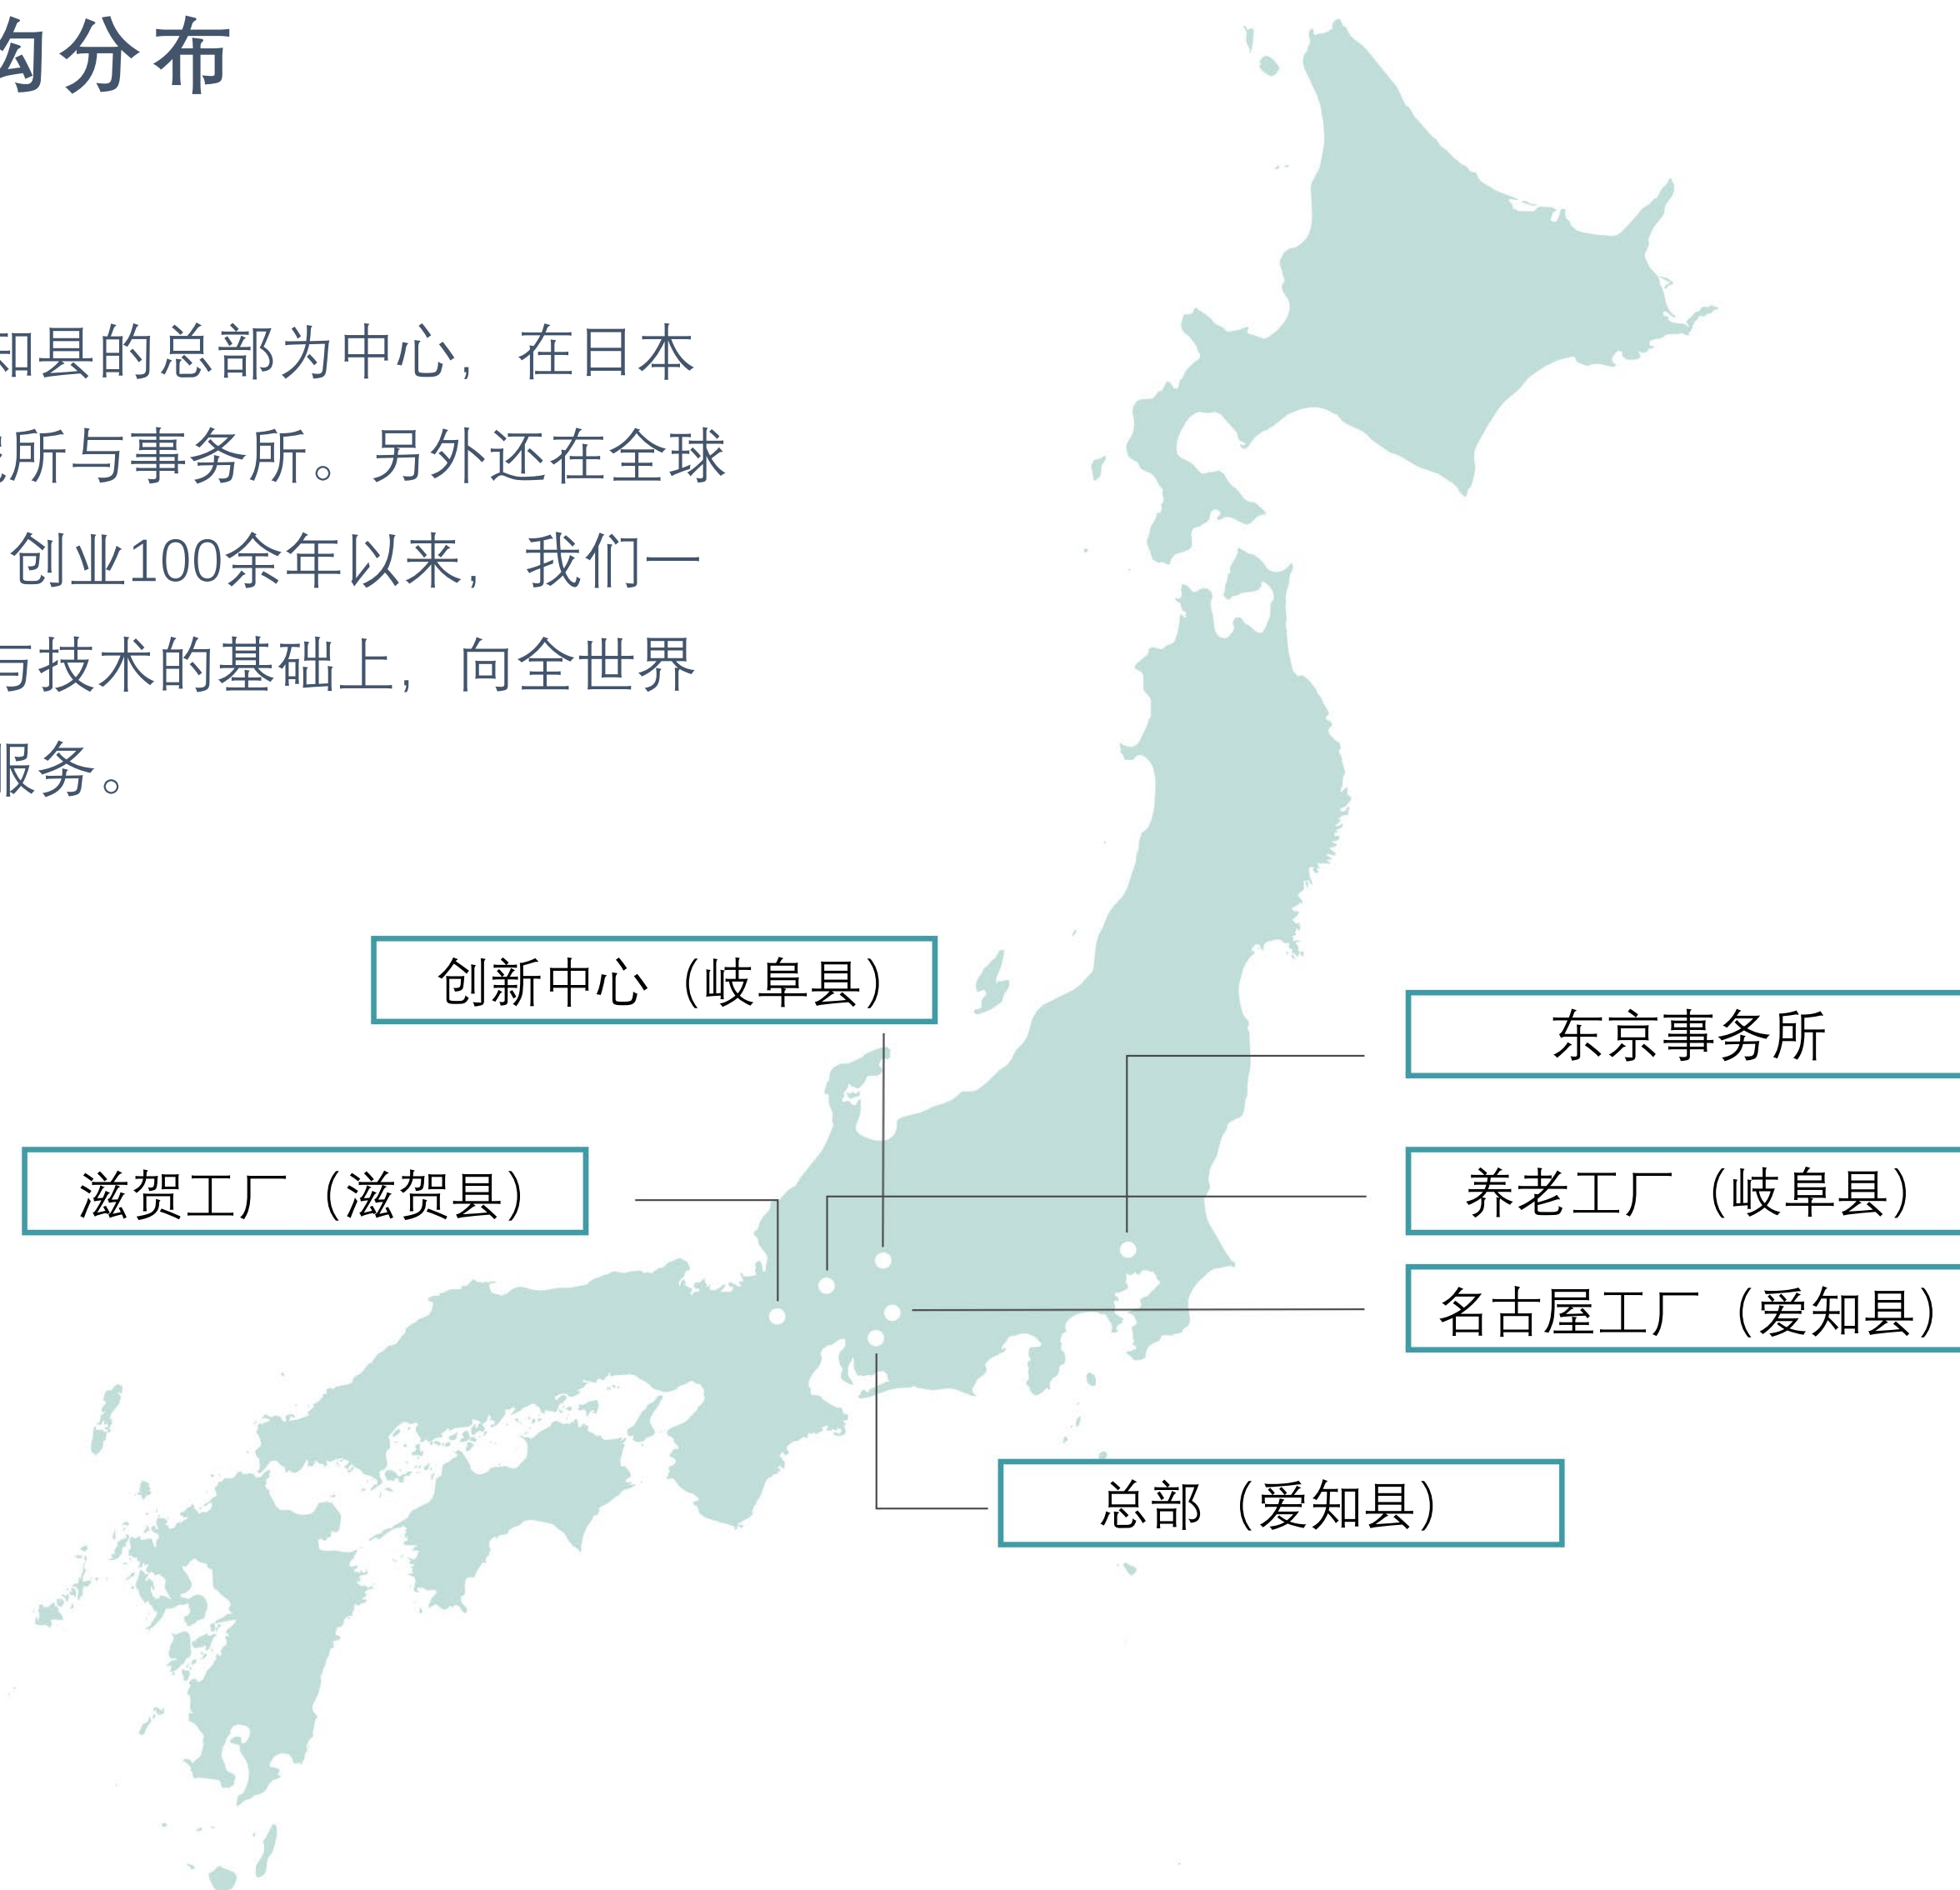 构分布
知县的总部为中心，在日本
所与事务所。另外还在全球
创业100余年以来，我们一
与技术的基础上，向全世界
服务。
创新中心（岐阜县）
东京事务所
滋贺工厂（滋贺县）
养老工厂（岐阜县）
名古屋工厂（爱知县）
总部（爱知县）